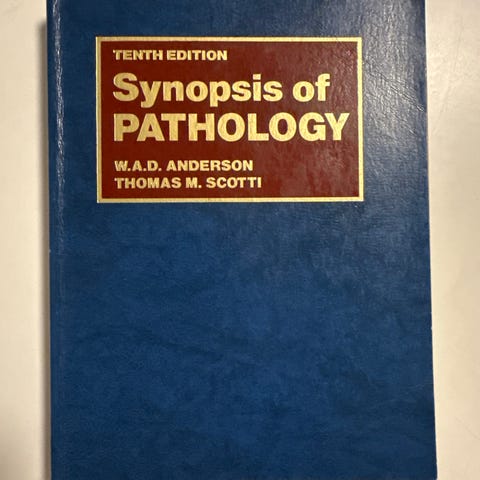 TENTH EDITION
Synopsis of
PATHOLOGY
W.A.D. ANDERSON
THOMAS M. SCOTTI